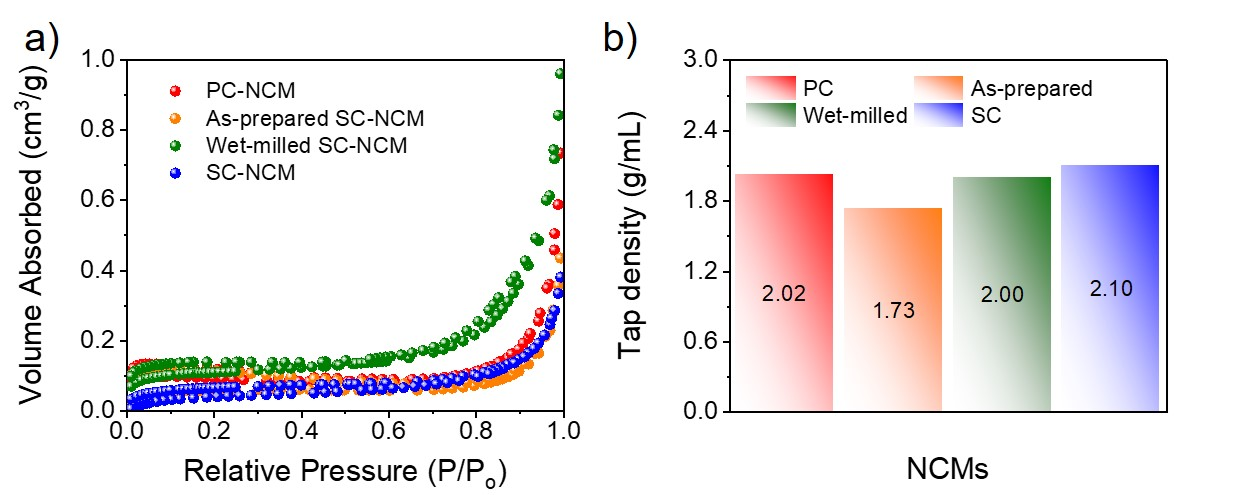 a)
Volume Absorbed (cm³/g)
1.0
0.8
0.6
0.4
0.2
0.0
PC-NCM
As-prepared SC-NCM
Wet-milled SC-NCM
SC-NCM
0.0 0.2 0.4 0.6 0.8 1.0
Relative Pressure (P/Pₒ)
b)
Tap density (g/mL)
3.0
2.4
1.8
1.2
0.6
0.0
PC As-prepared
Wet-milled SC
2.02 1.73 2.00 2.10
NCMs